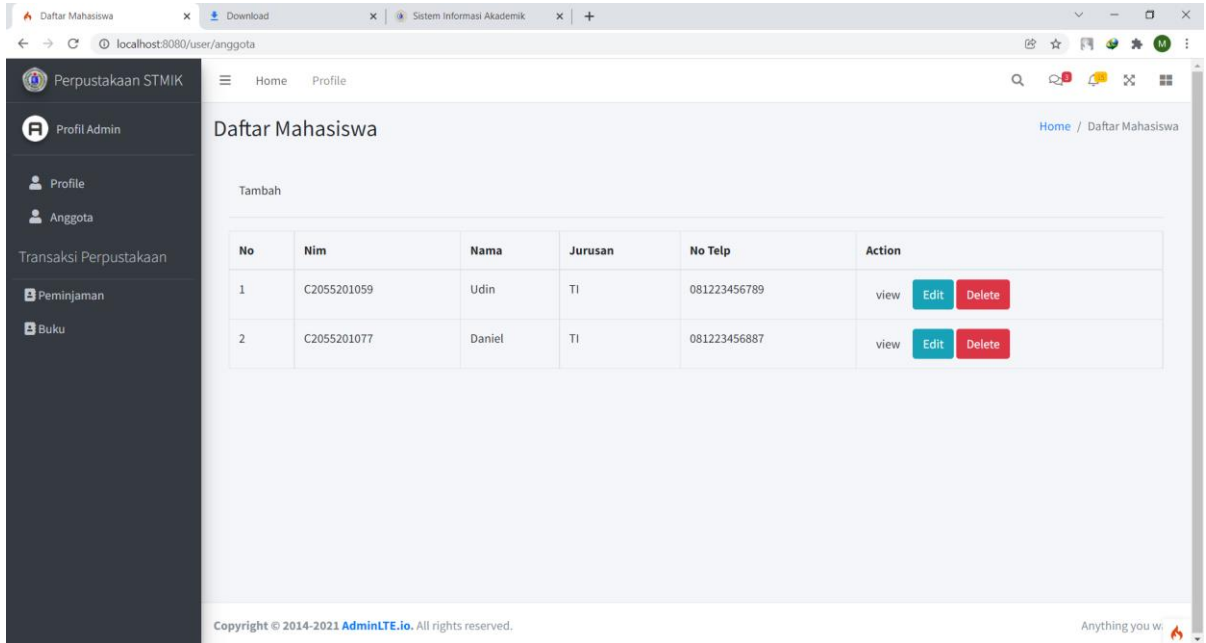 Daftar Mahasiswa
Download
Sistem Informasi Akademik
localhost:8080/user/anggota
M
Perpustakaan STMIK
Home Profile
3
15
Profil Admin
Daftar Mahasiswa
Home / Daftar Mahasiswa
Profile
Anggota
Transaksi Perpustakaan
Peminjaman
Buku
Tambah
No Nim Nama Jurusan No Telp Action
1 C2055201059 Udin TI 081223456789 view Edit Delete
2 C2055201077 Daniel TI 081223456887 view Edit Delete
Copyright © 2014-2021 AdminLTE.io. All rights reserved.
Anything you w